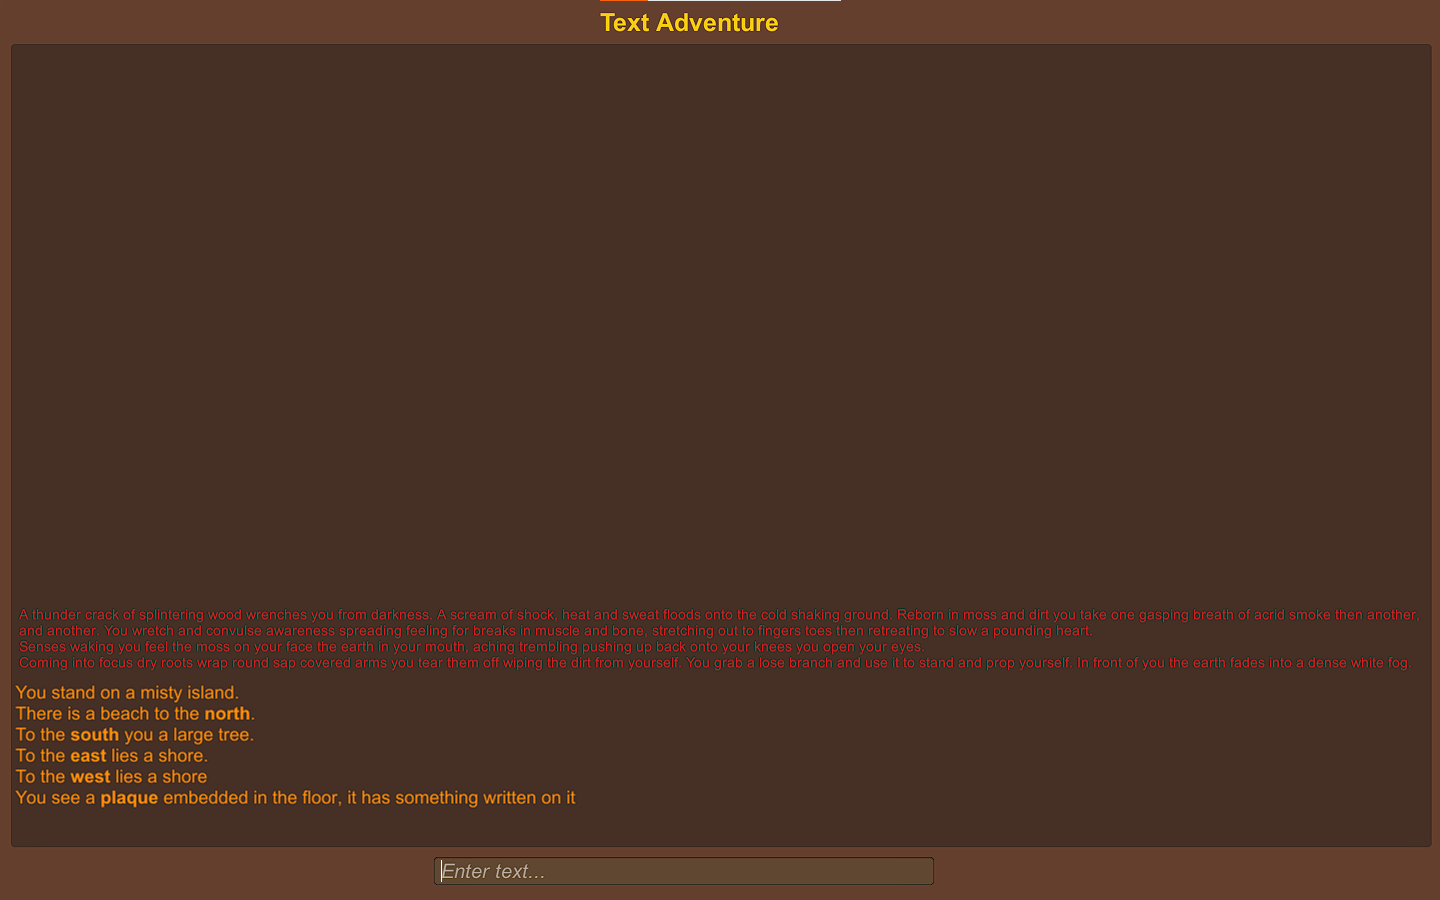 Text Adventure
A thunder crack of splintering wood wrenches you from darkness. A scream of shock, heat and sweat floods onto the cold shaking ground. Reborn in moss and dirt you take one gasping breath of acrid smoke then another,
and another. You wretch and convulse awareness spreading feeling for breaks in muscle and bone, stretching out to fingers toes then retreating to slow a pounding heart.
Senses waking you feel the moss on your face the earth in your mouth, aching trembling pushing up back onto your knees you open your eyes.
Coming into focus dry roots wrap round sap covered arms you tear them off wiping the dirt from yourself. You grab a lose branch and use it to stand and prop yourself. In front of you the earth fades into a dense white fog.
You stand on a misty island.
There is a beach to the north.
To the south you a large tree.
To the east lies a shore.
To the west lies a shore
You see a plaque embedded in the floor, it has something written on it
Enter text...